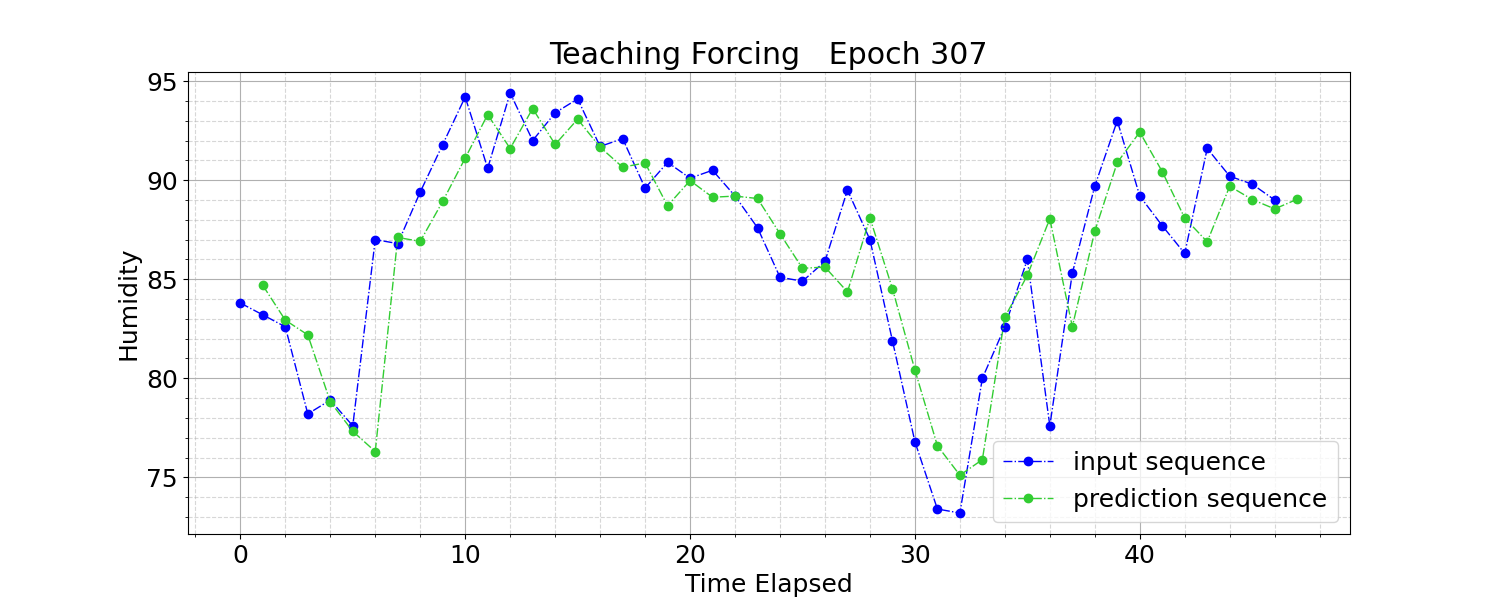 Teaching Forcing   Epoch 307
95
90
85
80
75
Humidity
input sequence
prediction sequence
0 10 20 30 40
Time Elapsed